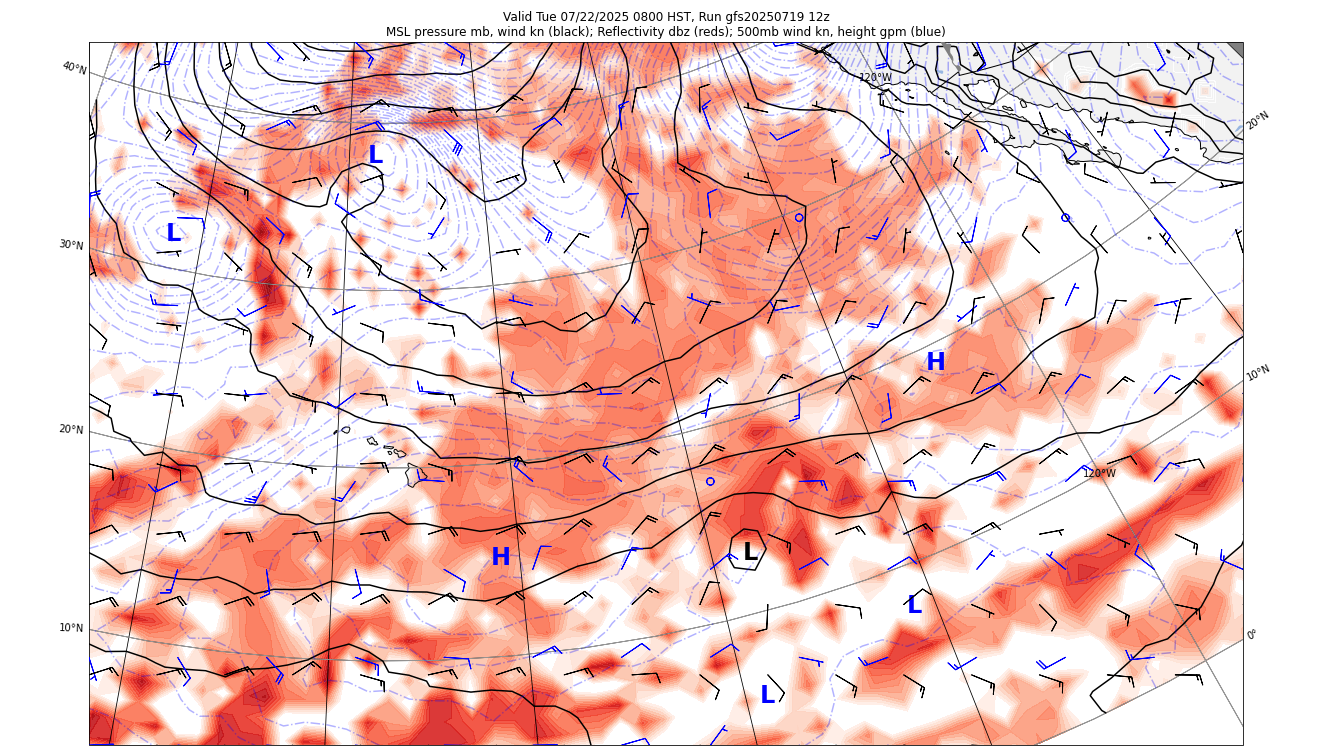 Valid Tue 07/22/2025 0800 HST, Run gfs20250719 12z
MSL pressure mb, wind kn (black); Reflectivity dbz (reds); 500mb wind kn, height gpm (blue)
40°N
120°W
20°N
L
L
30°N
H
10°N
20°N
120°W
H
L
L
10°N
0°
L